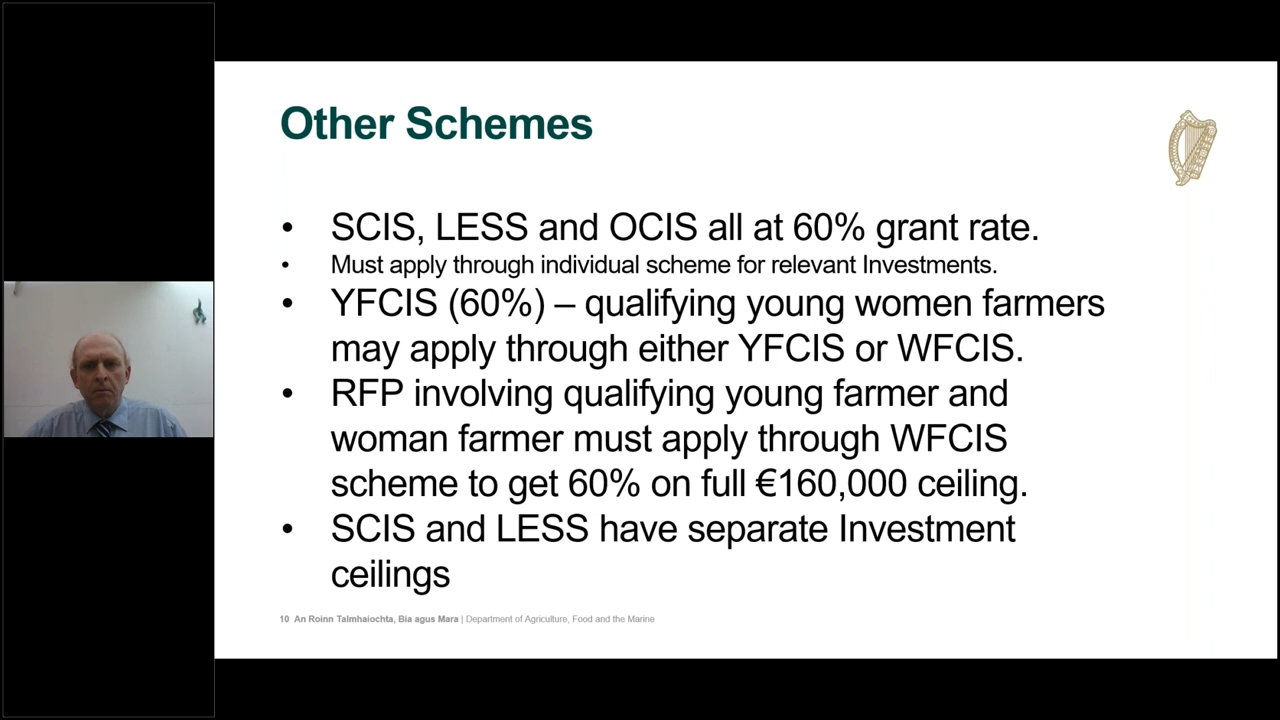 Other Schemes
• SCIS, LESS and OCIS all at 60% grant rate.
• Must apply through individual scheme for relevant Investments.
• YFCIS (60%) – qualifying young women farmers
may apply through either YFCIS or WFCIS.
• RFP involving qualifying young farmer and
woman farmer must apply through WFCIS
scheme to get 60% on full €160,000 ceiling.
• SCIS and LESS have separate Investment
ceilings
10 An Roinn Talmhaíochta, Bia agus Mara | Department of Agriculture, Food and the Marine